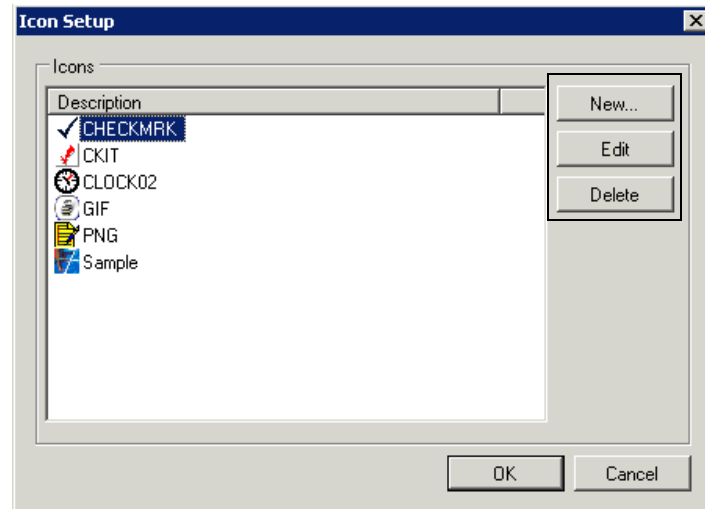 Icon Setup
Icons
Description
CHECKMRK
CKIT
CLOCK02
GIF
PNG
Sample
New...
Edit
Delete
OK
Cancel